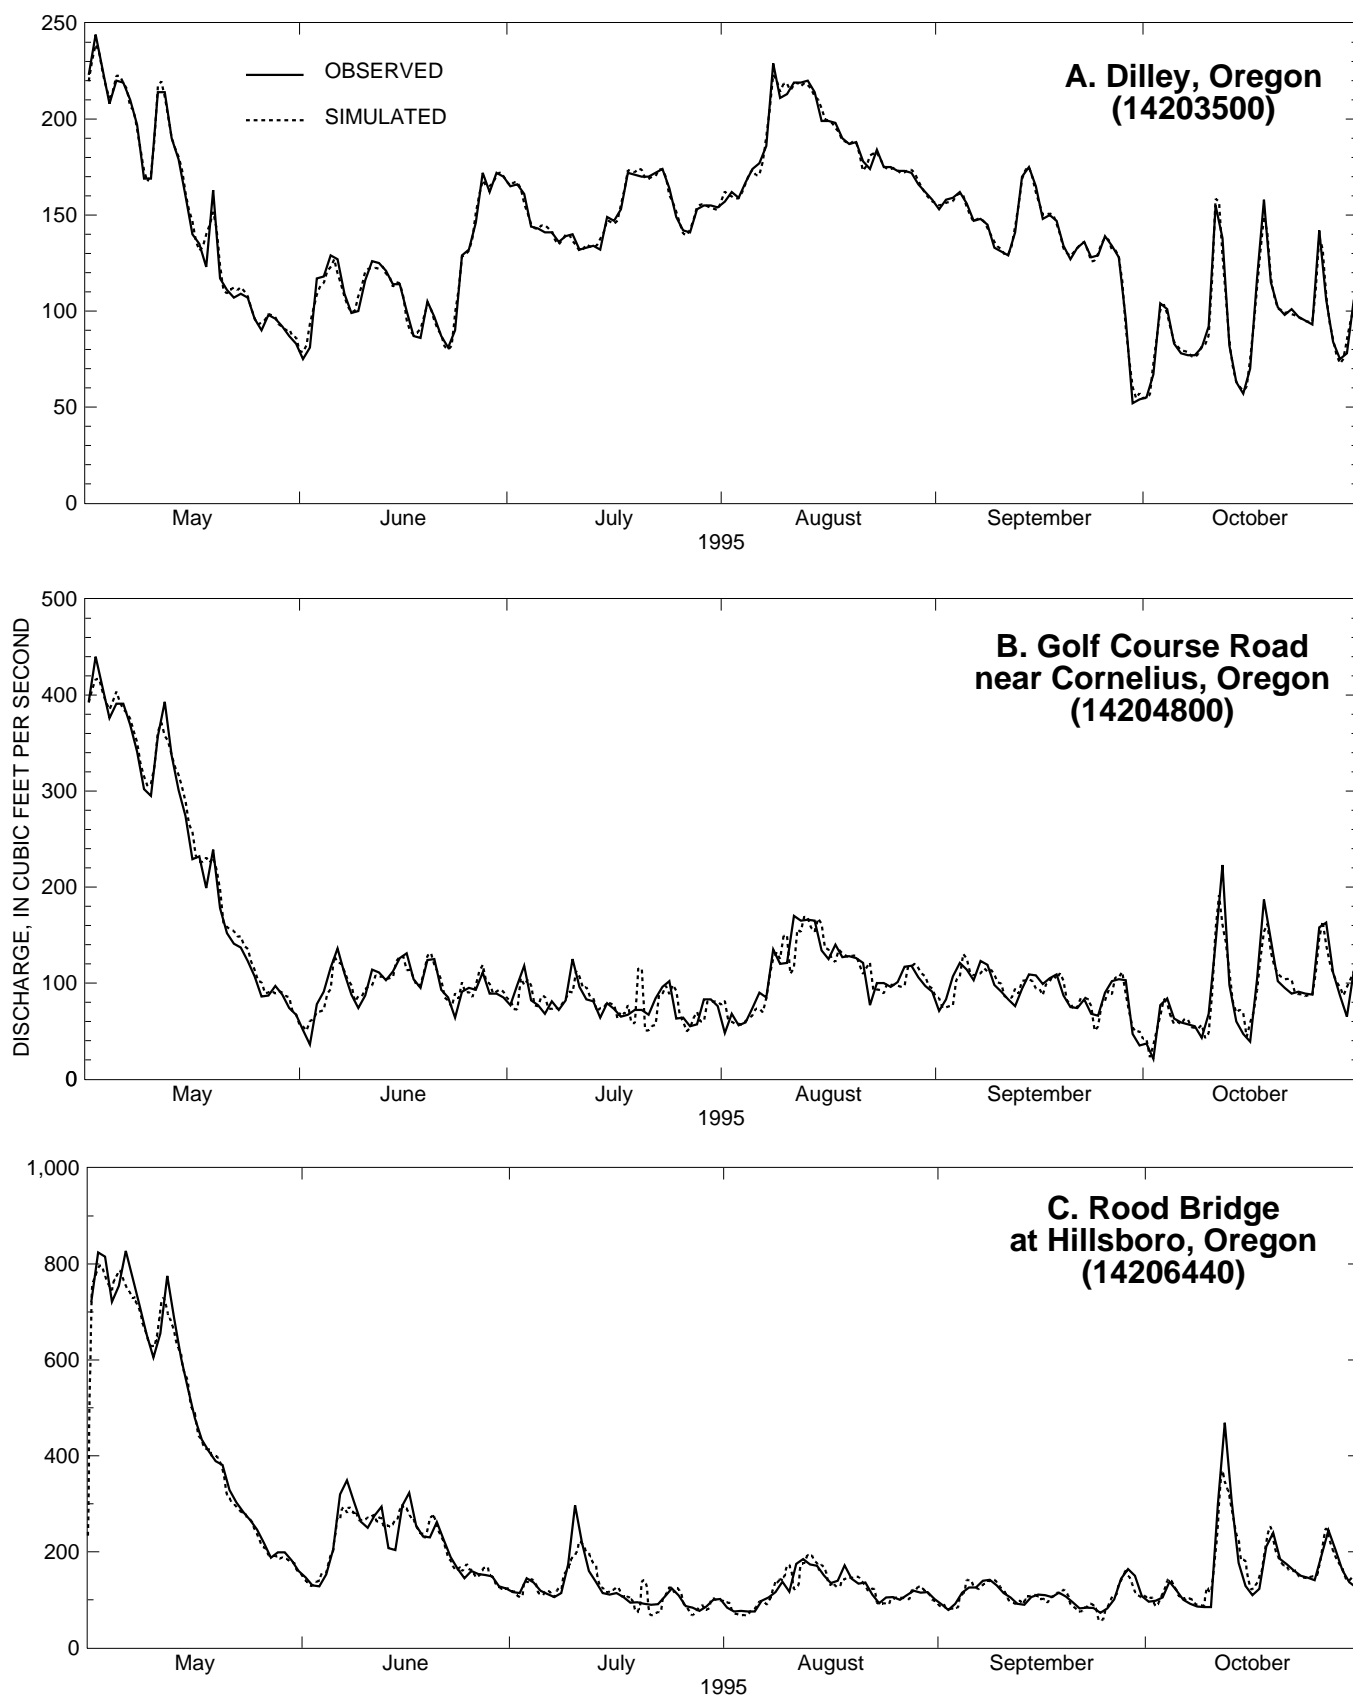 250
200
150
100
50
0
OBSERVED
SIMULATED
A. Dilley, Oregon
(14203500)
May June July August September October
1995
DISCHARGE, IN CUBIC FEET PER SECOND
500
400
300
200
100
0
B. Golf Course Road
near Cornelius, Oregon
(14204800)
May June July August September October
1995
1,000
800
600
400
200
0
C. Rood Bridge
at Hillsboro, Oregon
(14206440)
May June July August September October
1995